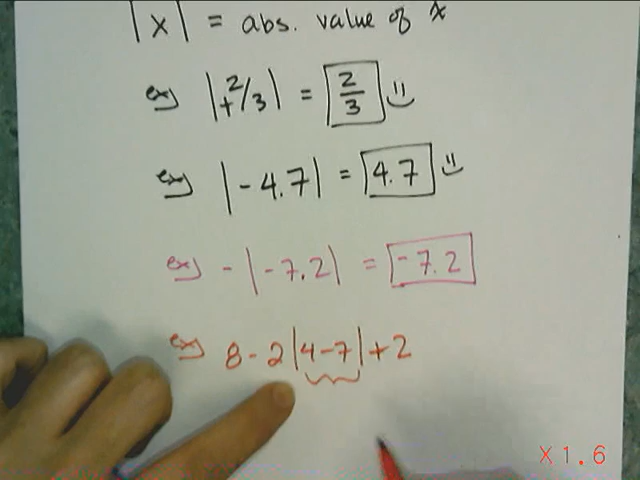 |x| = abs. value of x
ex) |+2/3| = 2/3
ex) |-4.7| = 4.7
ex) -|-7.2| = -7.2
ex) 8-2|4-7|+2
X1.6